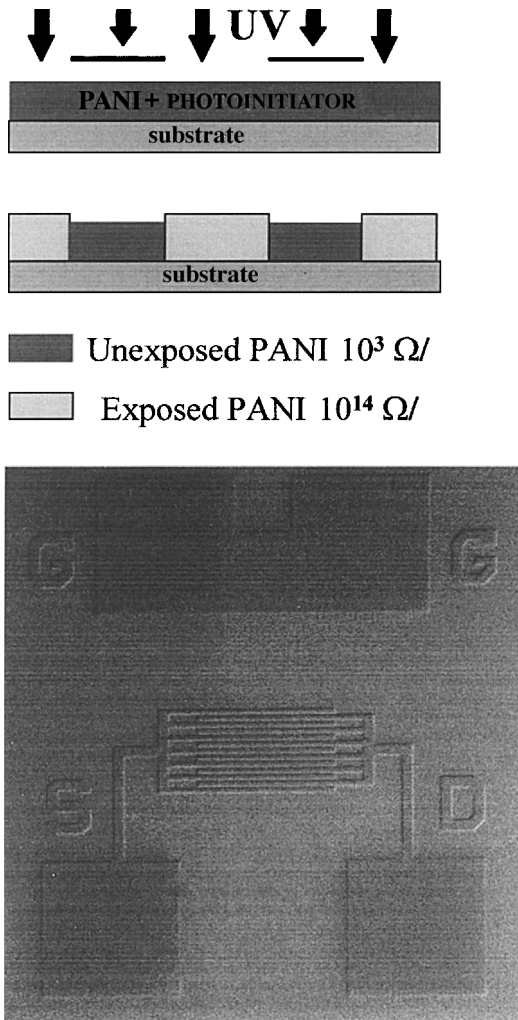 UV
PANI+ PHOTOINITIATOR
substrate
substrate
Unexposed PANI 10³ Ω/
Exposed PANI 10¹⁴ Ω/
G G
S D